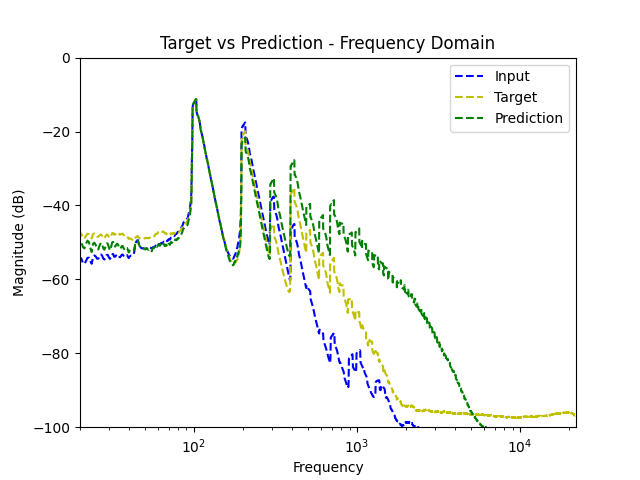 Target vs Prediction - Frequency Domain
Input
Target
Prediction
Magnitude (dB)
0
−20
−40
−60
−80
−100
10^2
10^3
10^4
Frequency